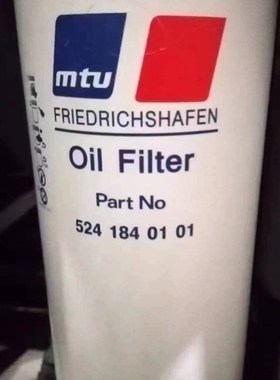 mtu
FRIEDRICHSHAFEN
Oil Filter
Part No
524 184 01 01